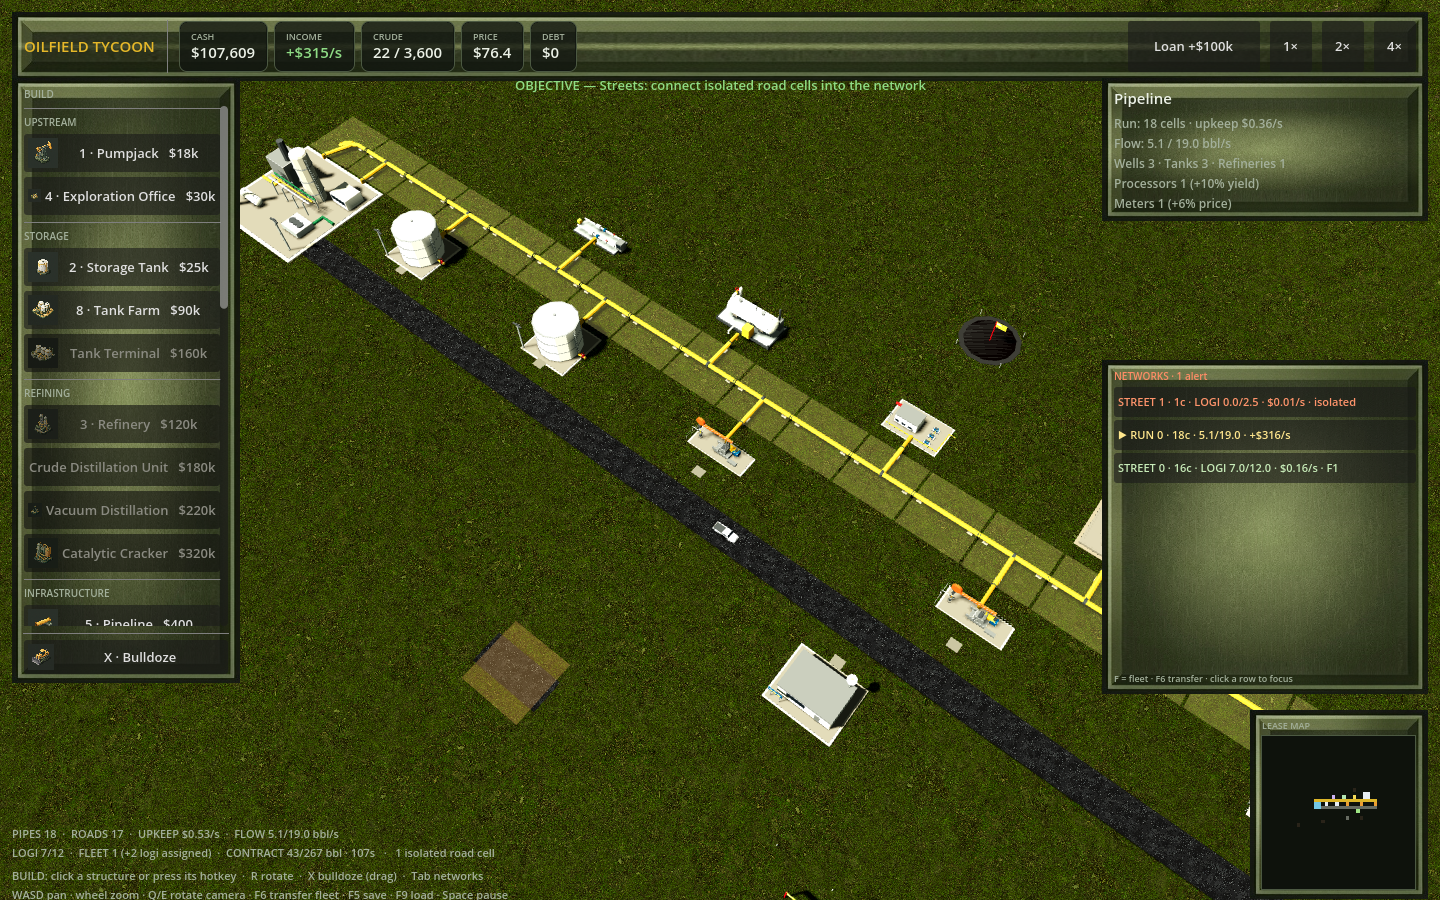 OILFIELD TYCOON
CASH
$107,609
INCOME
+$315/s
CRUDE
22 / 3,600
PRICE
$76.4
DEBT
$0
Loan +$100k
1×
2×
4×
OBJECTIVE — Streets: connect isolated road cells into the network
BUILD
UPSTREAM
1 · Pumpjack $18k
4 · Exploration Office $30k
STORAGE
2 · Storage Tank $25k
8 · Tank Farm $90k
Tank Terminal $160k
REFINING
3 · Refinery $120k
Crude Distillation Unit $180k
Vacuum Distillation $220k
Catalytic Cracker $320k
INFRASTRUCTURE
5 · Pipeline $400
X · Bulldoze
Pipeline
Run: 18 cells · upkeep $0.36/s
Flow: 5.1 / 19.0 bbl/s
Wells 3 · Tanks 3 · Refineries 1
Processors 1 (+10% yield)
Meters 1 (+6% price)
NETWORKS · 1 alert
STREET 1 · 1c · LOGI 0.0/2.5 · $0.01/s · isolated
▶ RUN 0 · 18c · 5.1/19.0 · +$316/s
STREET 0 · 16c · LOGI 7.0/12.0 · $0.16/s · F1
F = fleet · F6 transfer · click a row to focus
LEASE MAP
PIPES 18 · ROADS 17 · UPKEEP $0.53/s · FLOW 5.1/19.0 bbl/s
LOGI 7/12 · FLEET 1 (+2 logi assigned) · CONTRACT 43/267 bbl · 107s · 1 isolated road cell
BUILD: click a structure or press its hotkey · R rotate · X bulldoze (drag) · Tab networks
WASD pan · wheel zoom · Q/E rotate camera · F6 transfer fleet · F5 save · F9 load · Space pause